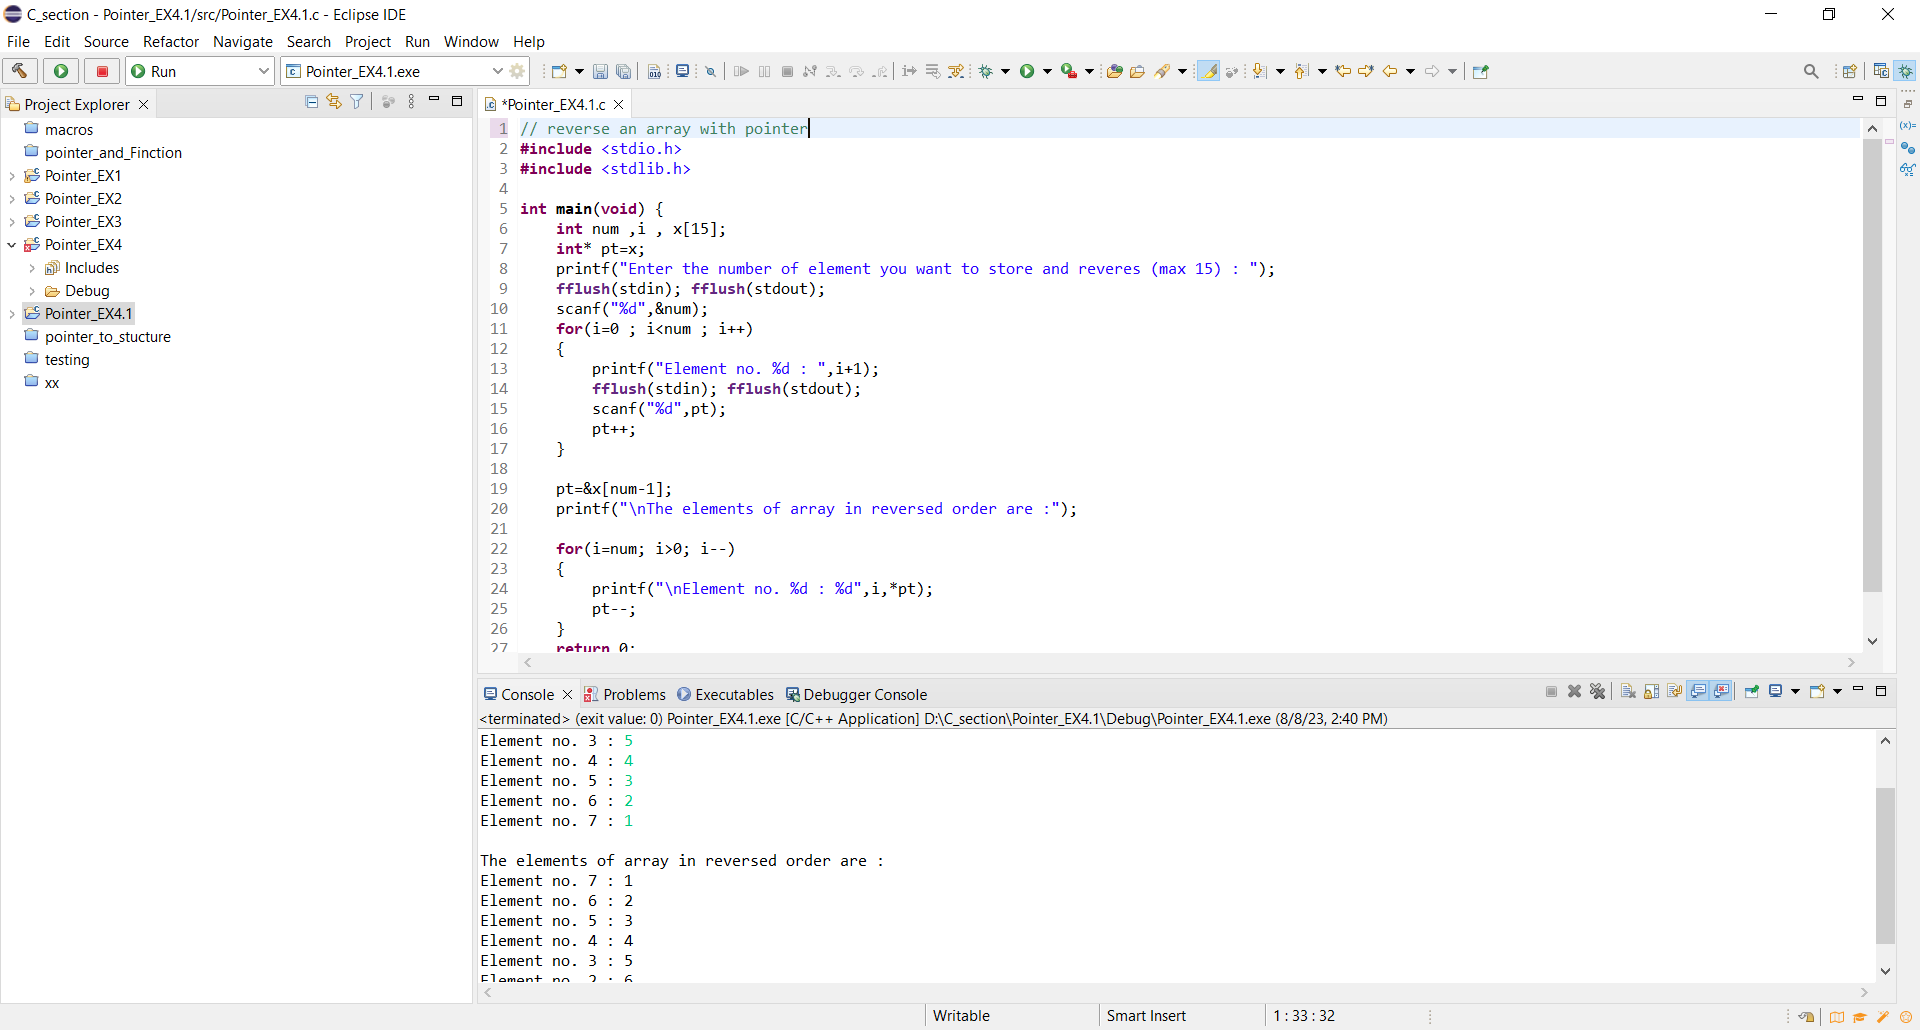 C_section - Pointer_EX4.1/src/Pointer_EX4.1.c - Eclipse IDE
File Edit Source Refactor Navigate Search Project Run Window Help
Run
Pointer_EX4.1.exe
Project Explorer
macros
pointer_and_Finction
Pointer_EX1
Pointer_EX2
Pointer_EX3
Pointer_EX4
Includes
Debug
Pointer_EX4.1
pointer_to_stucture
testing
xx
*Pointer_EX4.1.c
1 // reverse an array with pointer
2 #include <stdio.h>
3 #include <stdlib.h>
4
5 int main(void) {
6 int num ,i , x[15];
7 int* pt=x;
8 printf("Enter the number of element you want to store and reveres (max 15) : ");
9 fflush(stdin); fflush(stdout);
10 scanf("%d",&num);
11 for(i=0 ; i<num ; i++)
12 {
13 printf("Element no. %d : ",i+1);
14 fflush(stdin); fflush(stdout);
15 scanf("%d",pt);
16 pt++;
17 }
18
19 pt=&x[num-1];
20 printf("\nThe elements of array in reversed order are :");
21
22 for(i=num; i>0; i--)
23 {
24 printf("\nElement no. %d : %d",i,*pt);
25 pt--;
26 }
27 return 0;
Console Problems Executables Debugger Console
<terminated> (exit value: 0) Pointer_EX4.1.exe [C/C++ Application] D:\C_section\Pointer_EX4.1\Debug\Pointer_EX4.1.exe (8/8/23, 2:40 PM)
Element no. 3 : 5
Element no. 4 : 4
Element no. 5 : 3
Element no. 6 : 2
Element no. 7 : 1
The elements of array in reversed order are :
Element no. 7 : 1
Element no. 6 : 2
Element no. 5 : 3
Element no. 4 : 4
Element no. 3 : 5
Element no. 2 : 6
Writable
Smart Insert
1 : 33 : 32